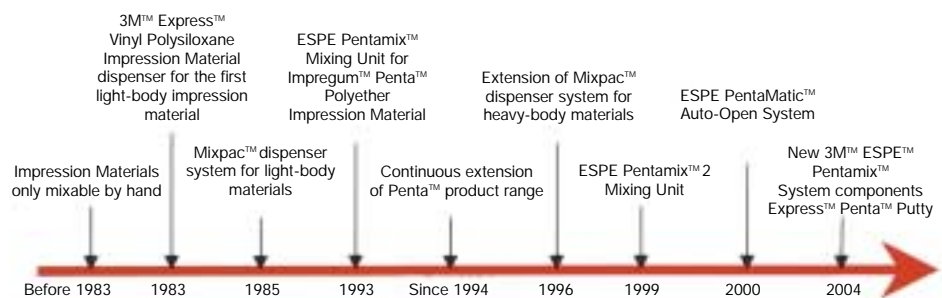 3M™ Express™
Vinyl Polysiloxane
Impression Material
dispenser for the first
light-body impression
material
ESPE Pentamix™
Mixing Unit for
Impregum™ Penta™
Polyether
Impression Material
Extension of Mixpac™
dispenser system for
heavy-body materials
ESPE PentaMatic™
Auto-Open System
Impression Materials
only mixable by hand
Mixpac™ dispenser
system for light-body
materials
Continuous extension
of Penta™ product range
ESPE Pentamix™ 2
Mixing Unit
New 3M™ ESPE™
Pentamix™
System components
Express™ Penta™ Putty
Before 1983
1983
1985
1993
Since 1994
1996
1999
2000
2004